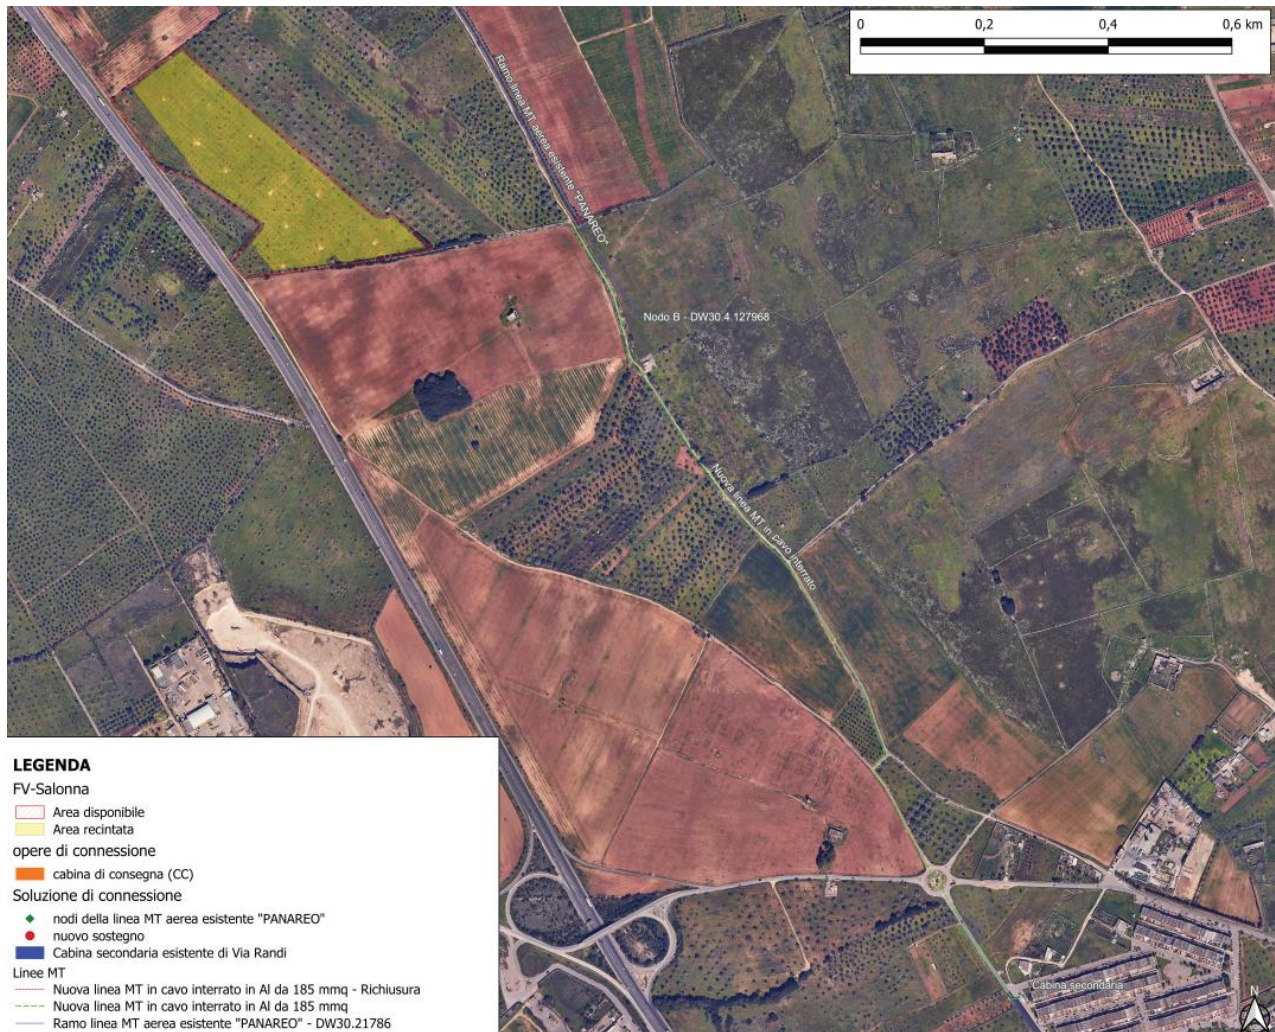 0 0,2 0,4 0,6 km
Ramo linea MT aerea esistente "PANAREO"
Nodo B - DW30.4.127968
Nuova linea MT in cavo interrato
Cabina secondaria
N
LEGENDA
FV-Salonna
Area disponibile
Area recintata
opere di connessione
cabina di consegna (CC)
Soluzione di connessione
nodi della linea MT aerea esistente "PANAREO"
nuovo sostegno
Cabina secondaria esistente di Via Randi
Linee MT
Nuova linea MT in cavo interrato in Al da 185 mmq - Richiusura
Nuova linea MT in cavo interrato in Al da 185 mmq
Ramo linea MT aerea esistente "PANAREO" - DW30.21786